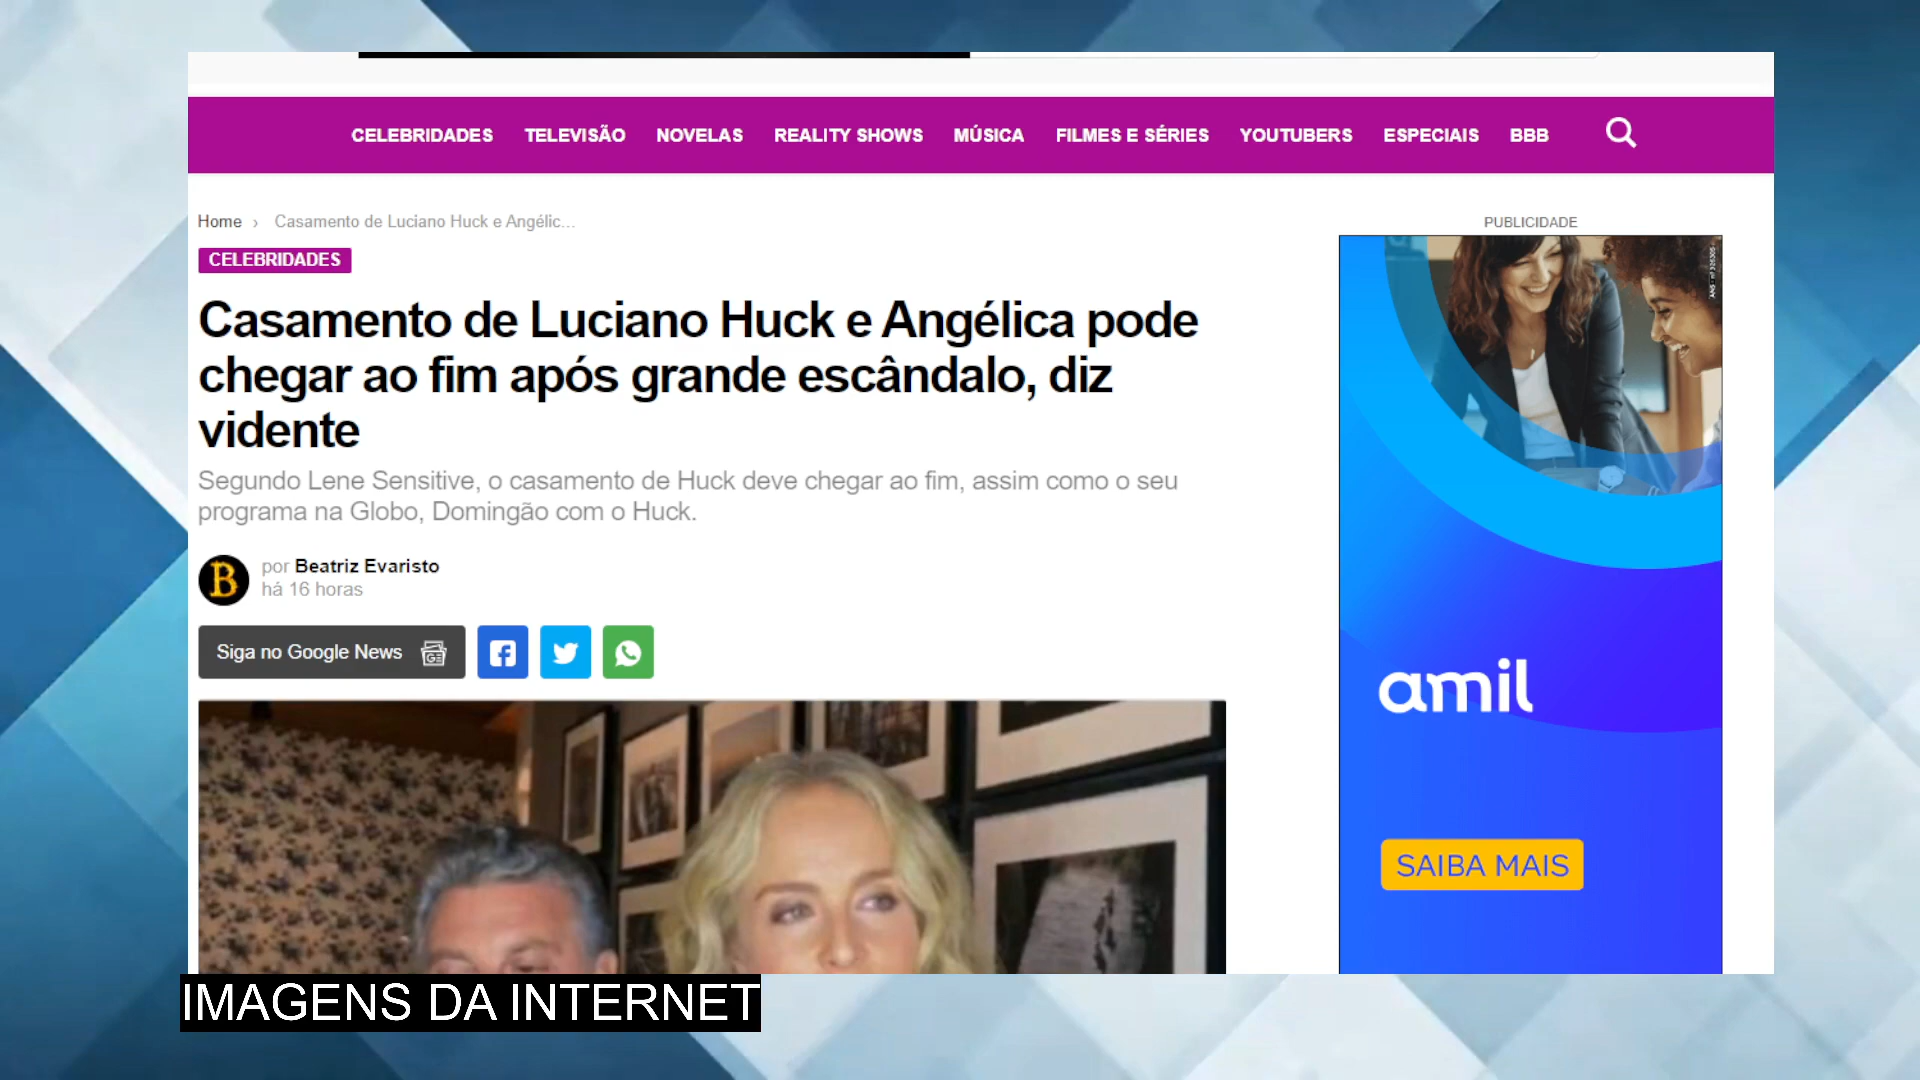 CELEBRIDADES TELEVISÃO NOVELAS REALITY SHOWS MÚSICA FILMES E SÉRIES YOUTUBERS ESPECIAIS BBB
Home › Casamento de Luciano Huck e Angélic...
CELEBRIDADES
Casamento de Luciano Huck e Angélica pode
chegar ao fim após grande escândalo, diz
vidente
Segundo Lene Sensitive, o casamento de Huck deve chegar ao fim, assim como o seu
programa na Globo, Domingão com o Huck.
B
por Beatriz Evaristo
há 16 horas
Siga no Google News
PUBLICIDADE
amil
SAIBA MAIS
IMAGENS DA INTERNET